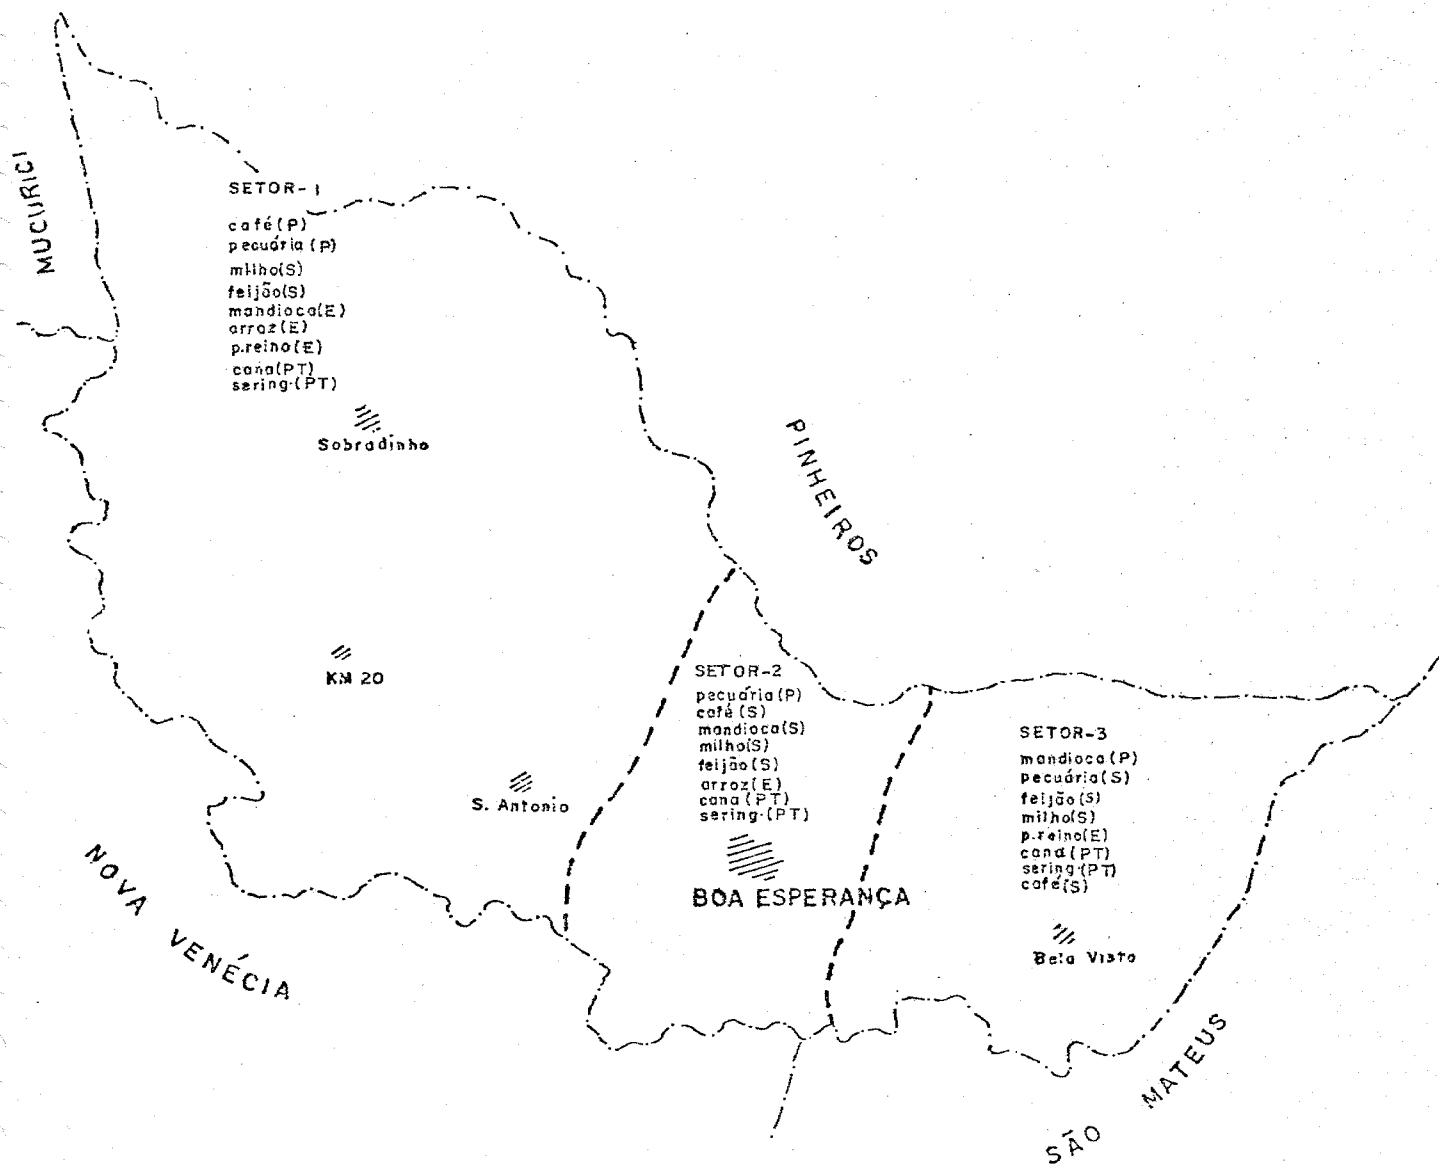 MUCURICI
SETOR-1
café(P)
pecuária(P)
milho(S)
feijão(S)
mandioca(E)
arroz(E)
p.reino(E)
cana(PT)
sering.(PT)
Sobradinho
PINHEIROS
KM 20
S. Antonio
SETOR-2
pecuária(P)
café(S)
mandioca(S)
milho(S)
feijão(S)
arroz(E)
cana(PT)
sering.(PT)
BOA ESPERANÇA
SETOR-3
mandioca(P)
pecuária(S)
feijão(S)
milho(S)
p.reino(E)
cana(PT)
sering.(PT)
café(S)
Bela Vista
NOVA VENÉCIA
SÃO MATEUS